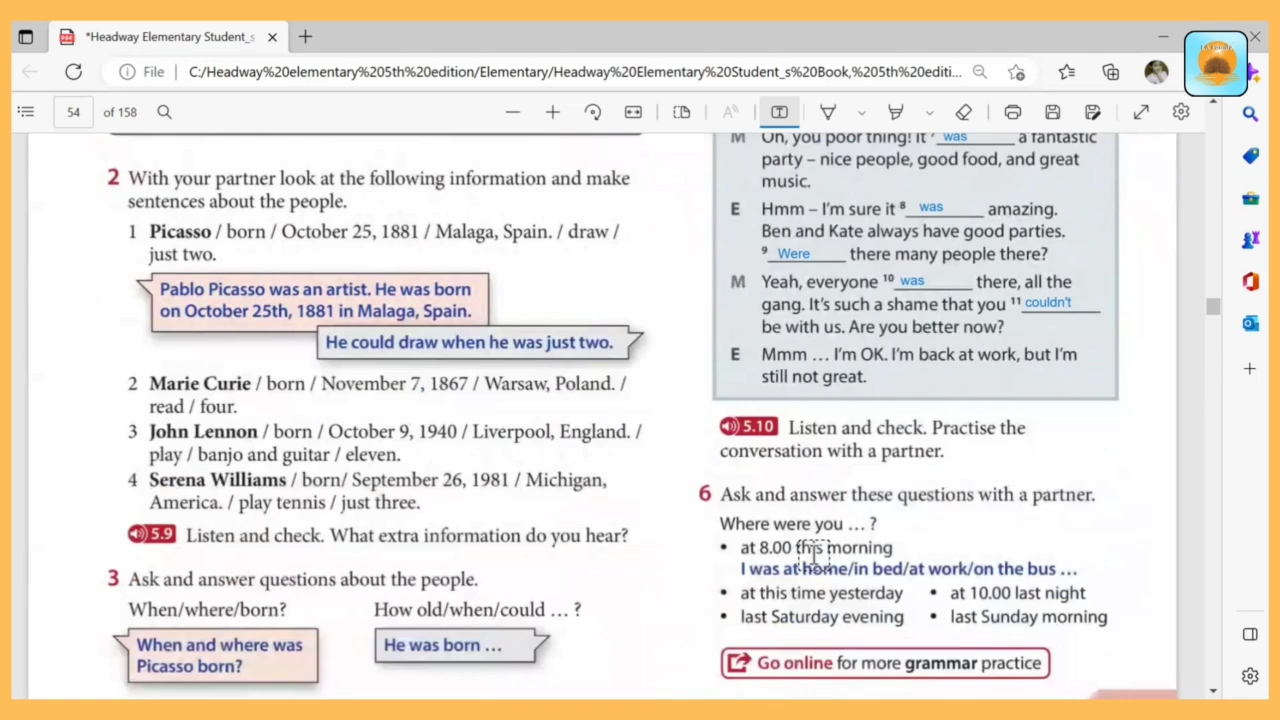 *Headway Elementary Student_s
File
C:/Headway%20elementary%205th%20edition/Elementary/Headway%20Elementary%20Student_s%20Book,%205th%20editi...
54
of 158
2 With your partner look at the following information and make
sentences about the people.
1 Picasso / born / October 25, 1881 / Malaga, Spain. / draw /
just two.
Pablo Picasso was an artist. He was born
on October 25th, 1881 in Malaga, Spain.
He could draw when he was just two.
2 Marie Curie / born / November 7, 1867 / Warsaw, Poland. /
read / four.
3 John Lennon / born / October 9, 1940 / Liverpool, England. /
play / banjo and guitar / eleven.
4 Serena Williams / born/ September 26, 1981 / Michigan,
America. / play tennis / just three.
5.9 Listen and check. What extra information do you hear?
3 Ask and answer questions about the people.
When/where/born?
How old/when/could … ?
When and where was
Picasso born?
He was born …
M Oh, you poor thing! It 7 was a fantastic
party – nice people, good food, and great
music.
E Hmm – I'm sure it 8 was amazing.
Ben and Kate always have good parties.
9 Were there many people there?
M Yeah, everyone 10 was there, all the
gang. It's such a shame that you 11 couldn't
be with us. Are you better now?
E Mmm … I'm OK. I'm back at work, but I'm
still not great.
5.10 Listen and check. Practise the
conversation with a partner.
6 Ask and answer these questions with a partner.
Where were you … ?
• at 8.00 this morning
I was at home/in bed/at work/on the bus …
• at this time yesterday • at 10.00 last night
• last Saturday evening • last Sunday morning
Go online for more grammar practice